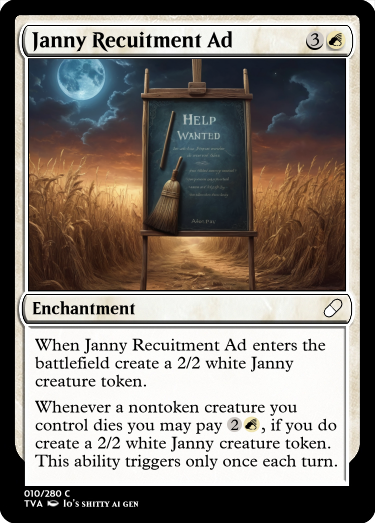 Janny Recuitment Ad 3
HELP
WANTED
Enchantment
When Janny Recuitment Ad enters the
battlefield create a 2/2 white Janny
creature token.
Whenever a nontoken creature you
control dies you may pay 2 , if you do
create a 2/2 white Janny creature token.
This ability triggers only once each turn.
010/280 C
TVA Io's SHITTY AI GEN